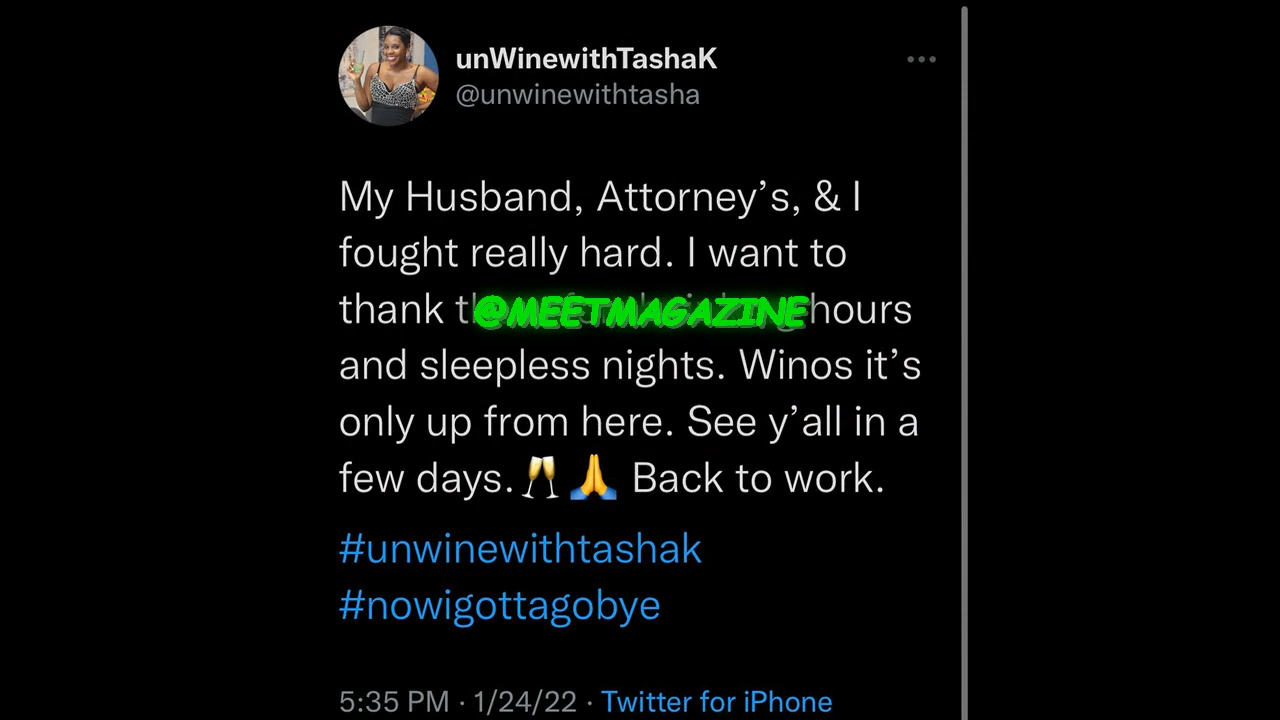 unWinewithTashaK
@unwinewithtasha
My Husband, Attorney’s, & I
fought really hard. I want to
thank @MEETMAGAZINE hours
and sleepless nights. Winos it’s
only up from here. See y’all in a
few days.🥂🙏 Back to work.
#unwinewithtashak
#nowigottagobye
5:35 PM · 1/24/22 · Twitter for iPhone